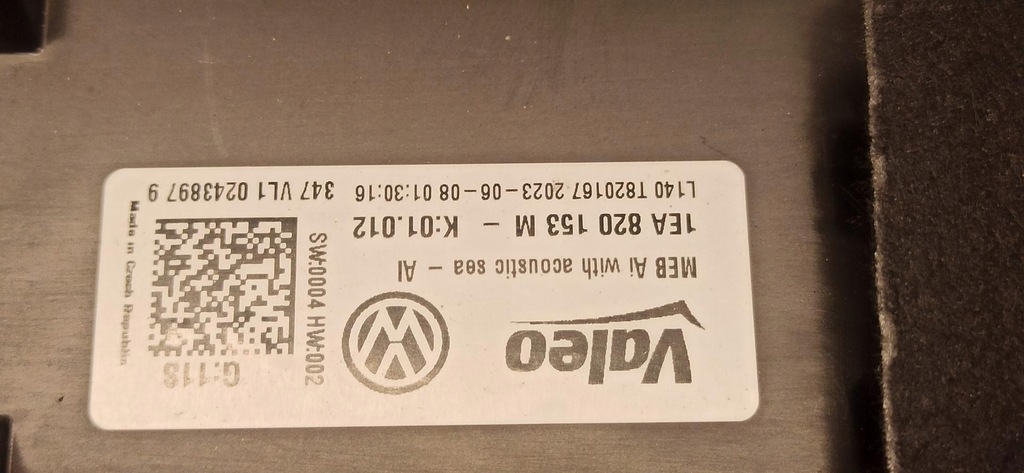 Valeo
MEB Ai with acoustic sea - AI
1EA 820 153 M - K:01.012
L140 T820167 2023-06-08 01:30:16 347 VL1 0243897 9
SW:0004 HW:002
G:118
Made in Czech Republic